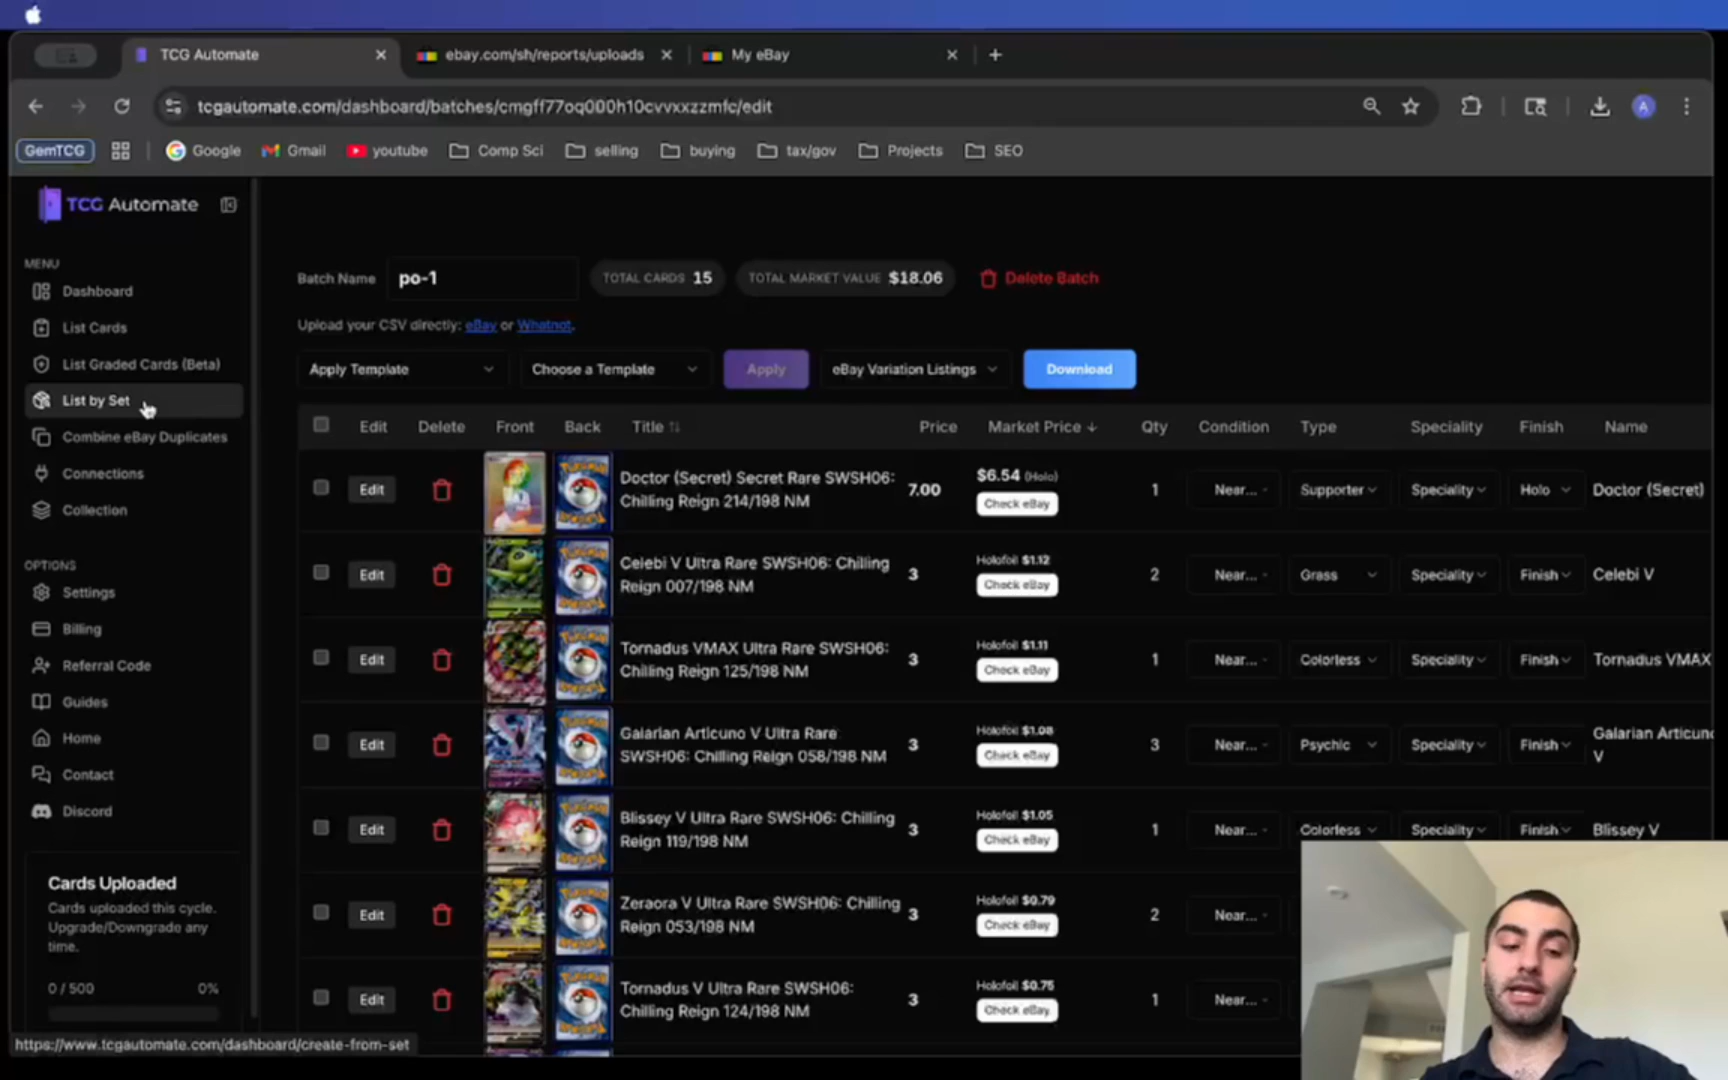 TCG Automate
ebay.com/sh/reports/uploads
My eBay
tcgautomate.com/dashboard/batches/cmgff77oq000h10cvvxxzzmfc/edit
A
GemTCG
Google
Gmail
youtube
Comp Sci
selling
buying
tax/gov
Projects
SEO
TCG Automate
MENU
Dashboard
List Cards
List Graded Cards (Beta)
List by Set
Combine eBay Duplicates
Connections
Collection
OPTIONS
Settings
Billing
Referral Code
Guides
Home
Contact
Discord
Cards Uploaded
Cards uploaded this cycle.
Upgrade/Downgrade any
time.
0 / 500 0%
https://www.tcgautomate.com/dashboard/create-from-set
Batch Name po-1 TOTAL CARDS 15 TOTAL MARKET VALUE $18.06 Delete Batch
Upload your CSV directly: eBay or Whatnot.
Apply Template Choose a Template Apply eBay Variation Listings Download
Edit Delete Front Back Title Price Market Price ↓ Qty Condition Type Speciality Finish Name
Edit Doctor (Secret) Secret Rare SWSH06: Chilling Reign 214/198 NM 7.00 $6.54 (Holo) Check eBay 1 Near... Supporter Speciality Holo Doctor (Secret)
Edit Celebi V Ultra Rare SWSH06: Chilling Reign 007/198 NM 3 Holofoil $1.12 Check eBay 2 Near... Grass Speciality Finish Celebi V
Edit Tornadus VMAX Ultra Rare SWSH06: Chilling Reign 125/198 NM 3 Holofoil $1.11 Check eBay 1 Near... Colorless Speciality Finish Tornadus VMAX
Edit Galarian Articuno V Ultra Rare SWSH06: Chilling Reign 058/198 NM 3 Holofoil $1.08 Check eBay 3 Near... Psychic Speciality Finish Galarian Articuno V
Edit Blissey V Ultra Rare SWSH06: Chilling Reign 119/198 NM 3 Holofoil $1.05 Check eBay 1 Near... Colorless Speciality Finish Blissey V
Edit Zeraora V Ultra Rare SWSH06: Chilling Reign 053/198 NM 3 Holofoil $0.79 Check eBay 2 Near...
Edit Tornadus V Ultra Rare SWSH06: Chilling Reign 124/198 NM 3 Holofoil $0.75 Check eBay 1 Near...